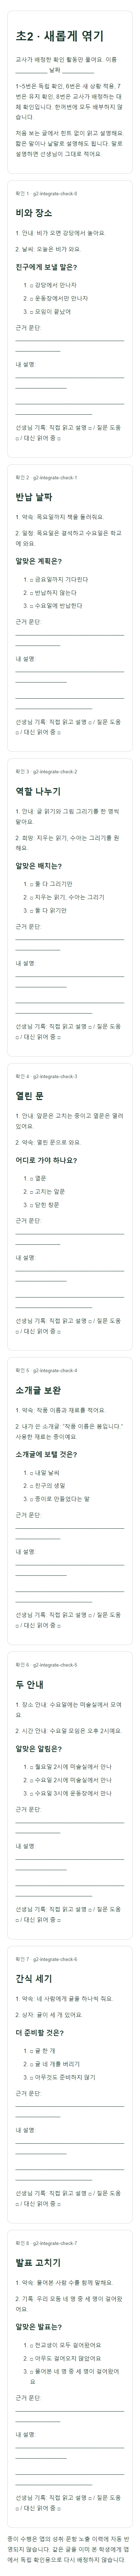 초2 · 새롭게 엮기
교사가 배정한 확인 활동만 풀어요. 이름
__________ 날짜 __________
1~5번은 독립 확인, 6번은 새 상황 적용, 7
번은 유지 확인, 8번은 교사가 배정하는 대
체 확인입니다. 한꺼번에 모두 배부하지 않
습니다.
처음 보는 글에서 힌트 없이 읽고 설명해요.
짧은 말이나 낱말로 설명해도 됩니다. 말로
설명하면 선생님이 그대로 적어요.
확인 1 · g2-integrate-check-0
비와 장소
1. 안내: 비가 오면 강당에서 놀아요.
2. 날씨: 오늘은 비가 와요.
친구에게 보낼 말은?
1. □ 강당에서 만나자
2. □ 운동장에서만 만나자
3. □ 모임이 끝났어
근거 문단:
내 설명:
선생님 기록: 직접 읽고 설명 □ / 질문 도움
□ / 대신 읽어 줌 □
확인 2 · g2-integrate-check-1
반납 날짜
1. 약속: 목요일까지 책을 돌려줘요.
2. 일정: 목요일은 결석하고 수요일은 학교
에 와요.
알맞은 계획은?
1. □ 금요일까지 기다린다
2. □ 반납하지 않는다
3. □ 수요일에 반납한다
근거 문단:
내 설명:
선생님 기록: 직접 읽고 설명 □ / 질문 도움
□ / 대신 읽어 줌 □
확인 3 · g2-integrate-check-2
역할 나누기
1. 안내: 글 읽기와 그림 그리기를 한 명씩
맡아요.
2. 희망: 지우는 읽기, 수아는 그리기를 원
해요.
알맞은 배치는?
1. □ 둘 다 그리기만
2. □ 지우는 읽기, 수아는 그리기
3. □ 둘 다 읽기만
근거 문단:
내 설명:
선생님 기록: 직접 읽고 설명 □ / 질문 도움
□ / 대신 읽어 줌 □
확인 4 · g2-integrate-check-3
열린 문
1. 안내: 앞문은 고치는 중이고 옆문은 열려
있어요.
2. 약속: 열린 문으로 와요.
어디로 가야 하나요?
1. □ 옆문
2. □ 고치는 앞문
3. □ 닫힌 창문
근거 문단:
내 설명:
선생님 기록: 직접 읽고 설명 □ / 질문 도움
□ / 대신 읽어 줌 □
확인 5 · g2-integrate-check-4
소개글 보완
1. 약속: 작품 이름과 재료를 적어요.
2. 내가 쓴 소개글: “작품 이름은 봄입니다.”
사용한 재료는 종이예요.
소개글에 보탤 것은?
1. □ 내일 날씨
2. □ 친구의 생일
3. □ 종이로 만들었다는 말
근거 문단:
내 설명:
선생님 기록: 직접 읽고 설명 □ / 질문 도움
□ / 대신 읽어 줌 □
확인 6 · g2-integrate-check-5
두 안내
1. 장소 안내: 수요일에는 미술실에서 모여
요.
2. 시간 안내: 수요일 모임은 오후 2시예요.
알맞은 알림은?
1. □ 월요일 2시에 미술실에서 만나
2. □ 수요일 2시에 미술실에서 만나
3. □ 수요일 3시에 운동장에서 만나
근거 문단:
내 설명:
선생님 기록: 직접 읽고 설명 □ / 질문 도움
□ / 대신 읽어 줌 □
확인 7 · g2-integrate-check-6
간식 세기
1. 약속: 네 사람에게 귤을 하나씩 줘요.
2. 상자: 귤이 세 개 있어요.
더 준비할 것은?
1. □ 귤 한 개
2. □ 귤 네 개를 버리기
3. □ 아무것도 준비하지 않기
근거 문단:
내 설명:
선생님 기록: 직접 읽고 설명 □ / 질문 도움
□ / 대신 읽어 줌 □
확인 8 · g2-integrate-check-7
발표 고치기
1. 약속: 물어본 사람 수를 함께 말해요.
2. 기록: 우리 모둠 네 명 중 세 명이 걸어왔
어요.
알맞은 발표는?
1. □ 전교생이 모두 걸어왔어요
2. □ 아무도 걸어오지 않았어요
3. □ 물어본 네 명 중 세 명이 걸어왔어
요
근거 문단:
내 설명:
선생님 기록: 직접 읽고 설명 □ / 질문 도움
□ / 대신 읽어 줌 □
종이 수행은 앱의 성취·문항 노출 이력에 자동 반
영되지 않습니다. 같은 글을 이미 쓴 학생에게 앱
에서 독립 확인용으로 다시 배정하지 않습니다.